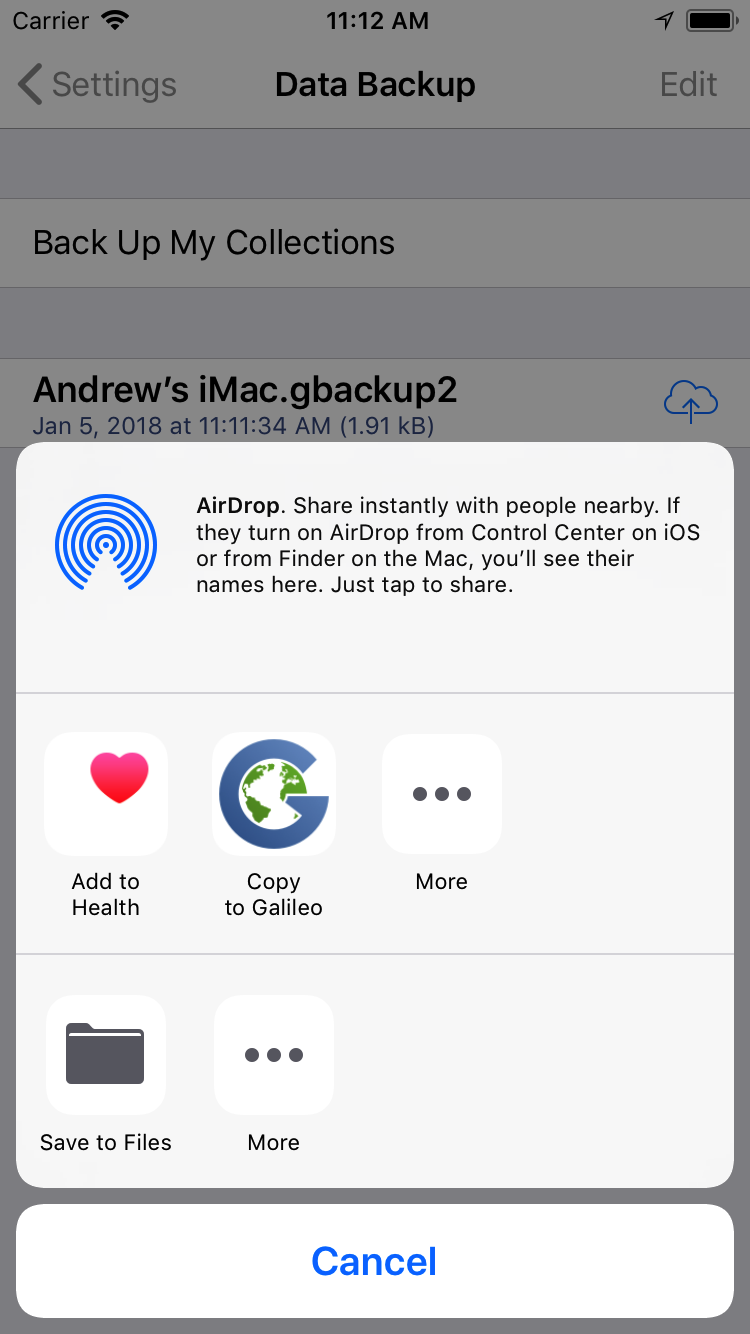 Carrier 11:12 AM
Settings Data Backup Edit
Back Up My Collections
Andrew’s iMac.gbackup2
Jan 5, 2018 at 11:11:34 AM (1.91 kB)
AirDrop. Share instantly with people nearby. If
they turn on AirDrop from Control Center on iOS
or from Finder on the Mac, you’ll see their
names here. Just tap to share.
Add to
Health
Copy
to Galileo
More
Save to Files
More
Cancel